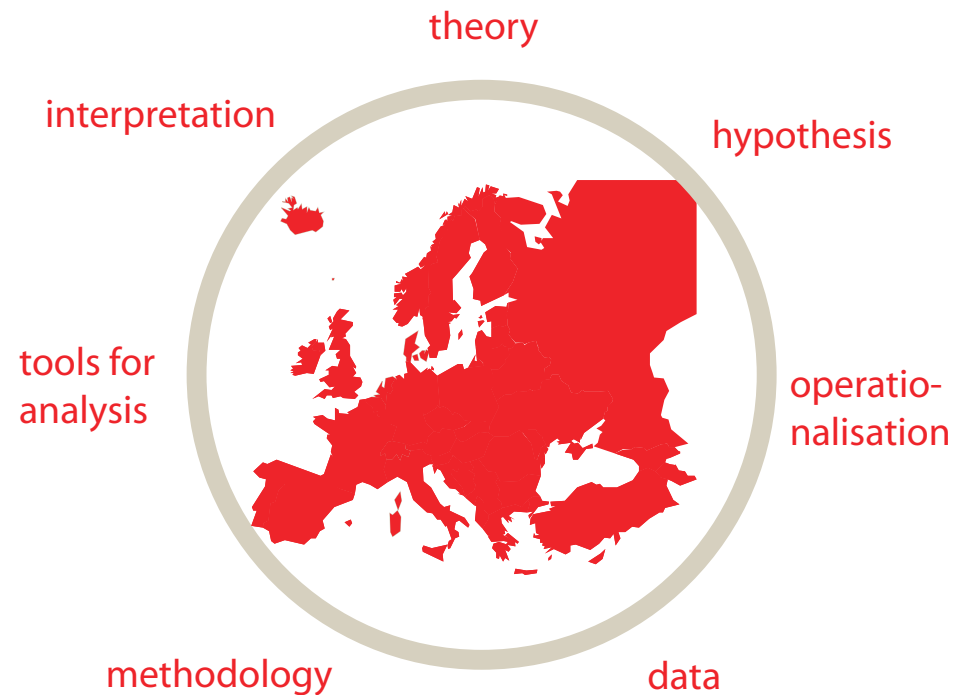 theory
interpretation
hypothesis
tools for
analysis
operatio-
nalisation
methodology
data